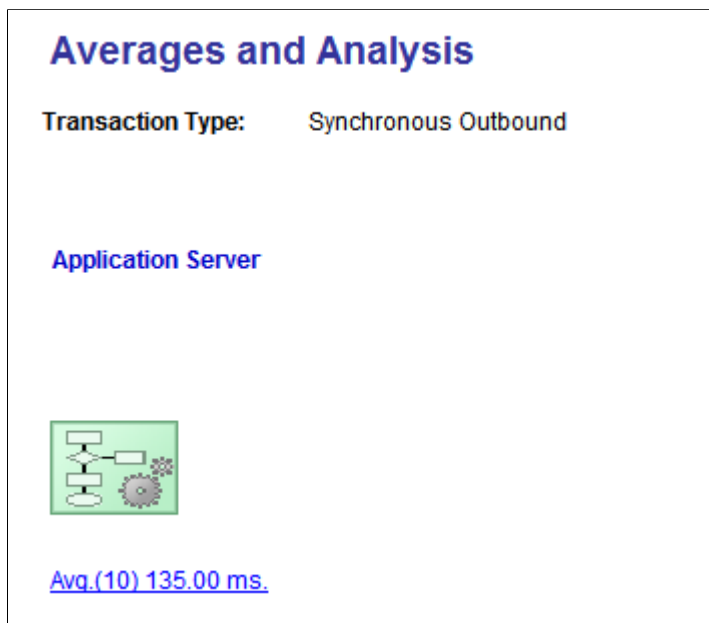 Averages and Analysis
Transaction Type: Synchronous Outbound
Application Server
Avg.(10) 135.00 ms.